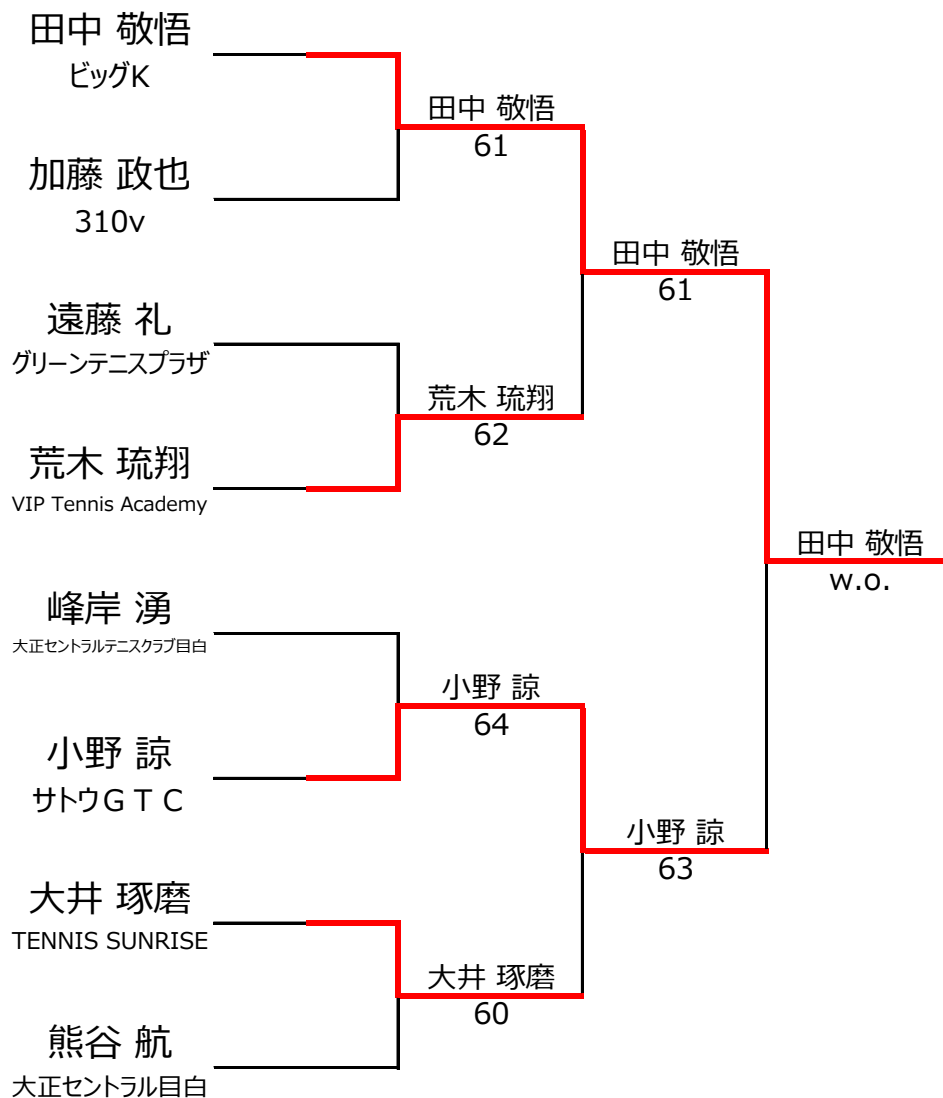 田中 敬悟
ビッグK
加藤 政也
310v
遠藤 礼
グリーンテニスプラザ
荒木 琉翔
VIP Tennis Academy
峰岸 湧
大正セントラルテニスクラブ目白
小野 諒
サトウＧＴＣ
大井 琢磨
TENNIS SUNRISE
熊谷 航
大正セントラル目白
田中 敬悟
61
荒木 琉翔
62
小野 諒
64
大井 琢磨
60
田中 敬悟
61
小野 諒
63
田中 敬悟
w.o.